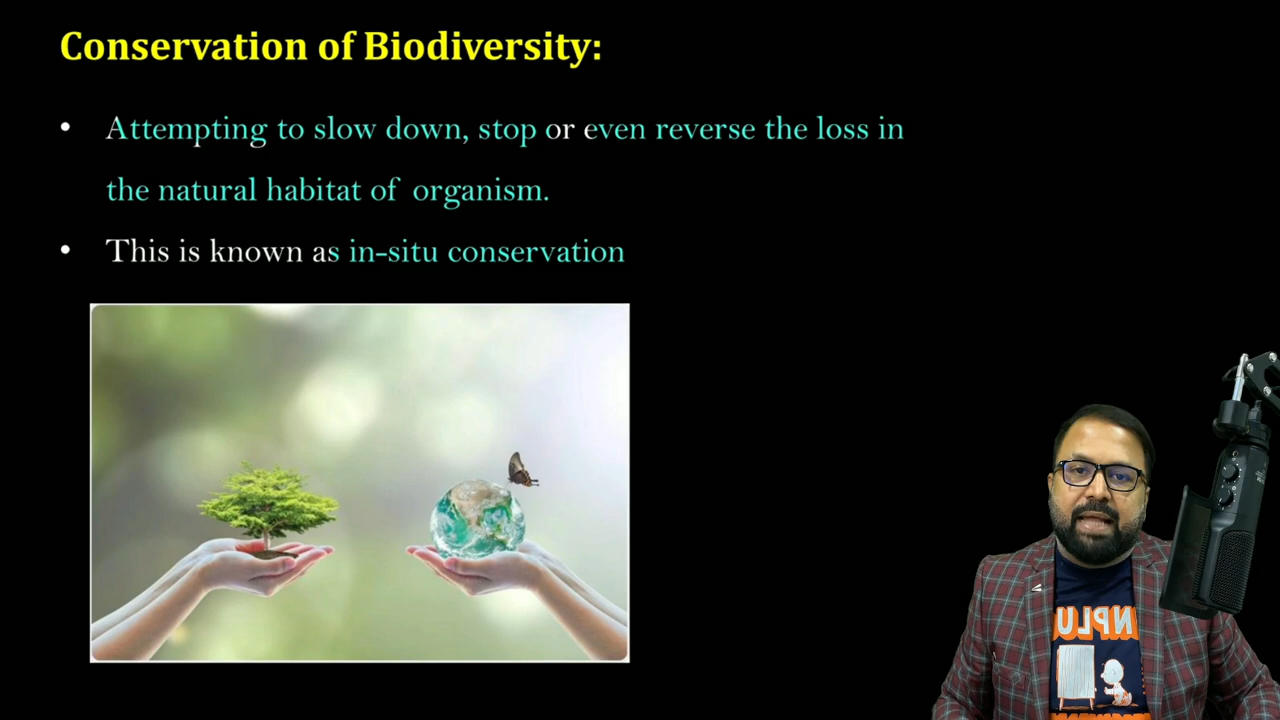 Conservation of Biodiversity:
• Attempting to slow down, stop or even reverse the loss in
the natural habitat of organism.
• This is known as in-situ conservation